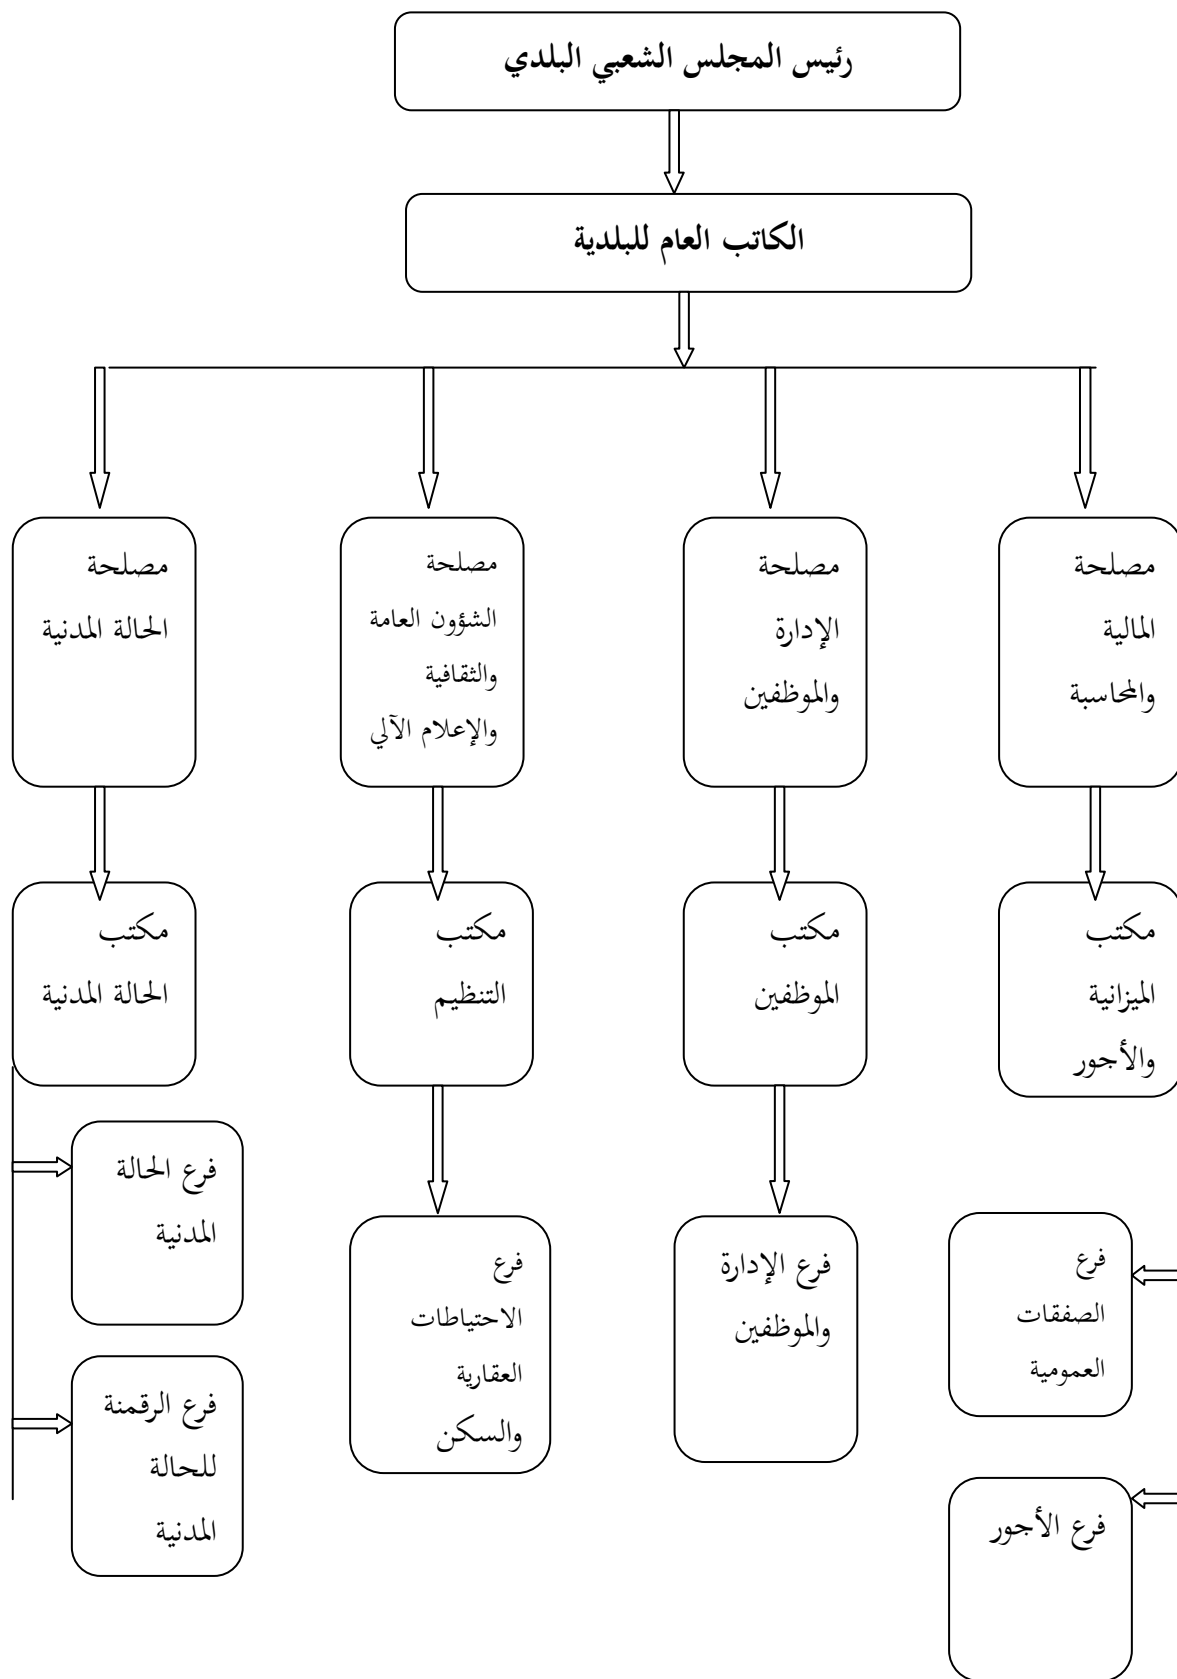 رئيس المجلس الشعبي البلدي
الكاتب العام للبلدية
مصلحة
المالية
والمحاسبة
مصلحة
الإدارة
والموظفين
مصلحة
الشؤون العامة
والثقافية
والإعلام الآلي
مصلحة
الحالة المدنية
مكتب
الميزانية
والأجور
مكتب
الموظفين
مكتب
التنظيم
مكتب
الحالة المدنية
فرع
الصفقات
العمومية
فرع الأجور
فرع الإدارة
والموظفين
فرع
الاحتياطات
العقارية
والسكن
فرع الحالة
المدنية
فرع الرقمنة
للحالة
المدنية